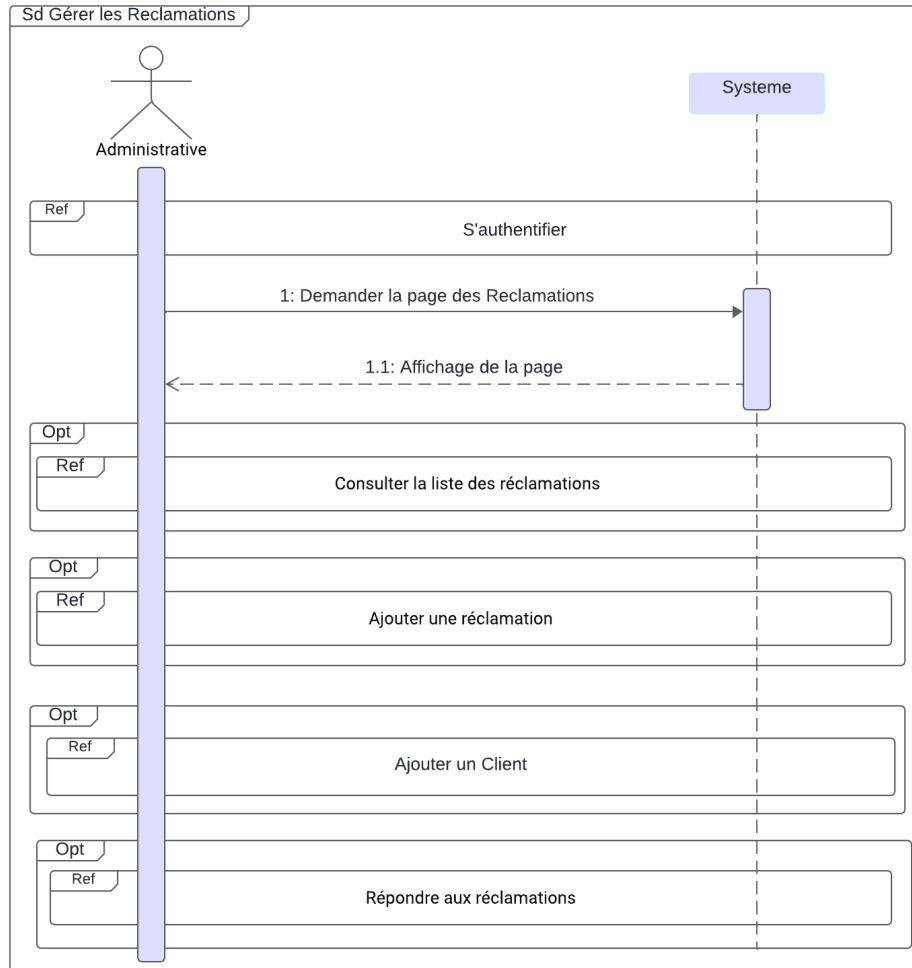 Sd Gérer les Reclamations
Systeme
Administrative
Ref
S'authentifier
1: Demander la page des Reclamations
1.1: Affichage de la page
Opt
Ref
Consulter la liste des réclamations
Opt
Ref
Ajouter une réclamation
Opt
Ref
Ajouter un Client
Opt
Ref
Répondre aux réclamations